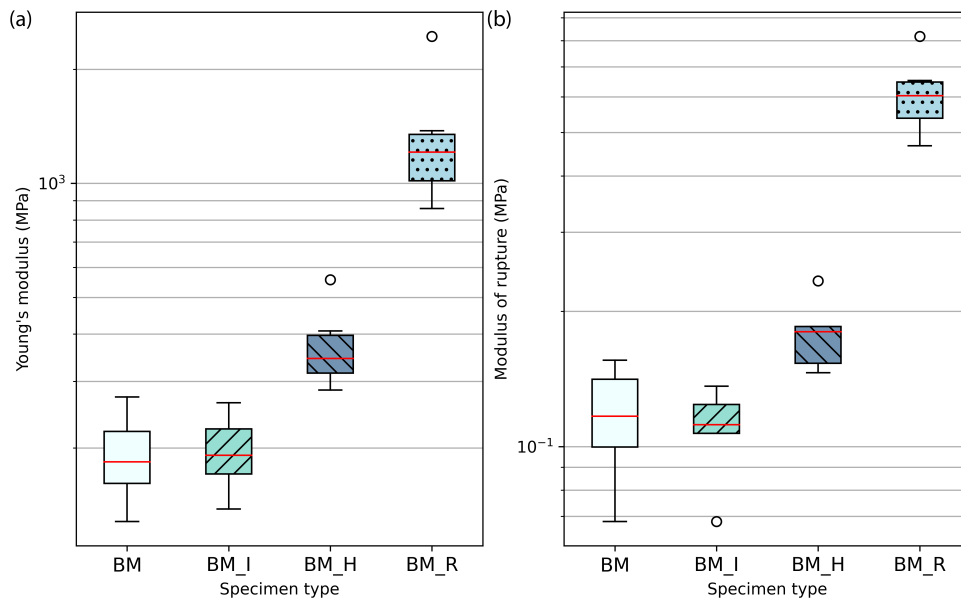 (a)
Young's modulus (MPa)
10³
BM
BM_I
BM_H
BM_R
Specimen type
(b)
Modulus of rupture (MPa)
10⁻¹
BM
BM_I
BM_H
BM_R
Specimen type